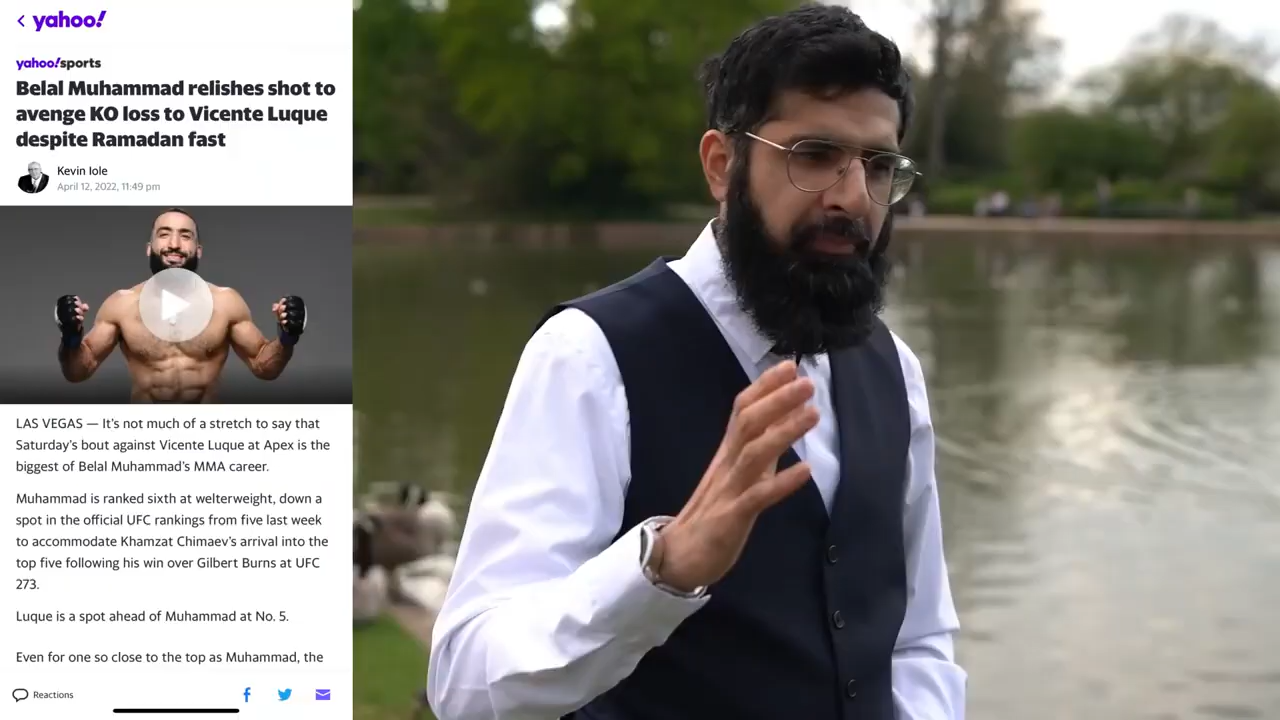 yahoo!
yahoo!sports
Belal Muhammad relishes shot to
avenge KO loss to Vicente Luque
despite Ramadan fast
Kevin Iole
April 12, 2022, 11:49 pm
LAS VEGAS — It's not much of a stretch to say that
Saturday's bout against Vicente Luque at Apex is the
biggest of Belal Muhammad's MMA career.
Muhammad is ranked sixth at welterweight, down a
spot in the official UFC rankings from five last week
to accommodate Khamzat Chimaev's arrival into the
top five following his win over Gilbert Burns at UFC
273.
Luque is a spot ahead of Muhammad at No. 5.
Even for one so close to the top as Muhammad, the
Reactions